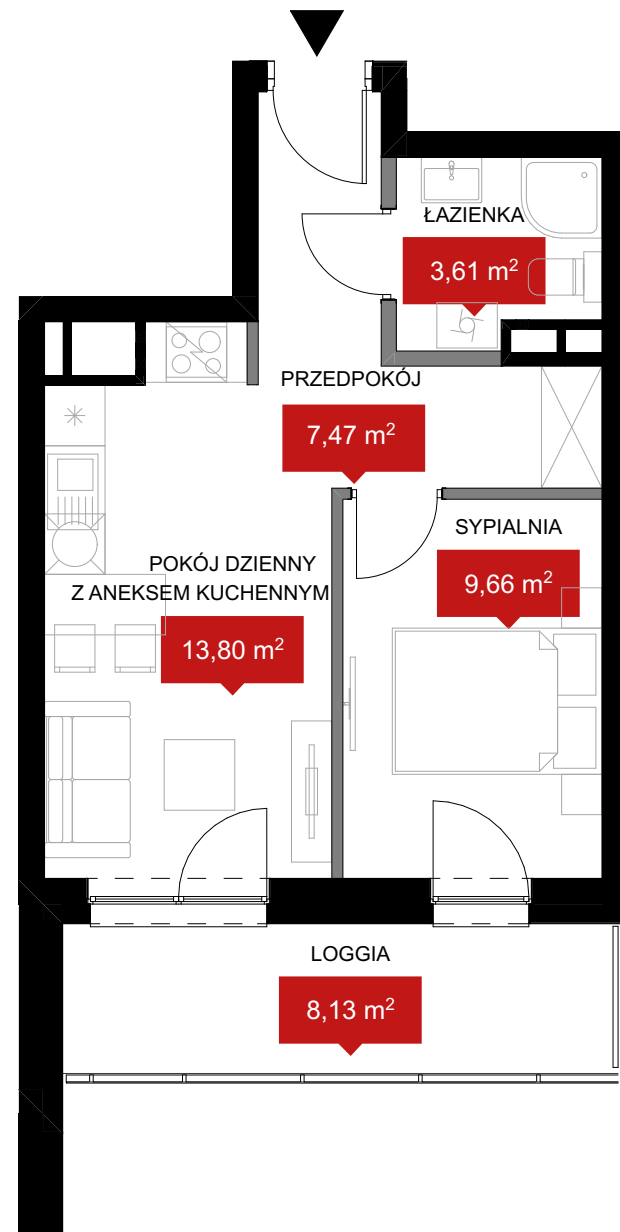 ŁAZIENKA
3,61 m²
PRZEDPOKÓJ
7,47 m²
SYPIALNIA
9,66 m²
POKÓJ DZIENNY
Z ANEKSEM KUCHENNYM
13,80 m²
LOGGIA
8,13 m²